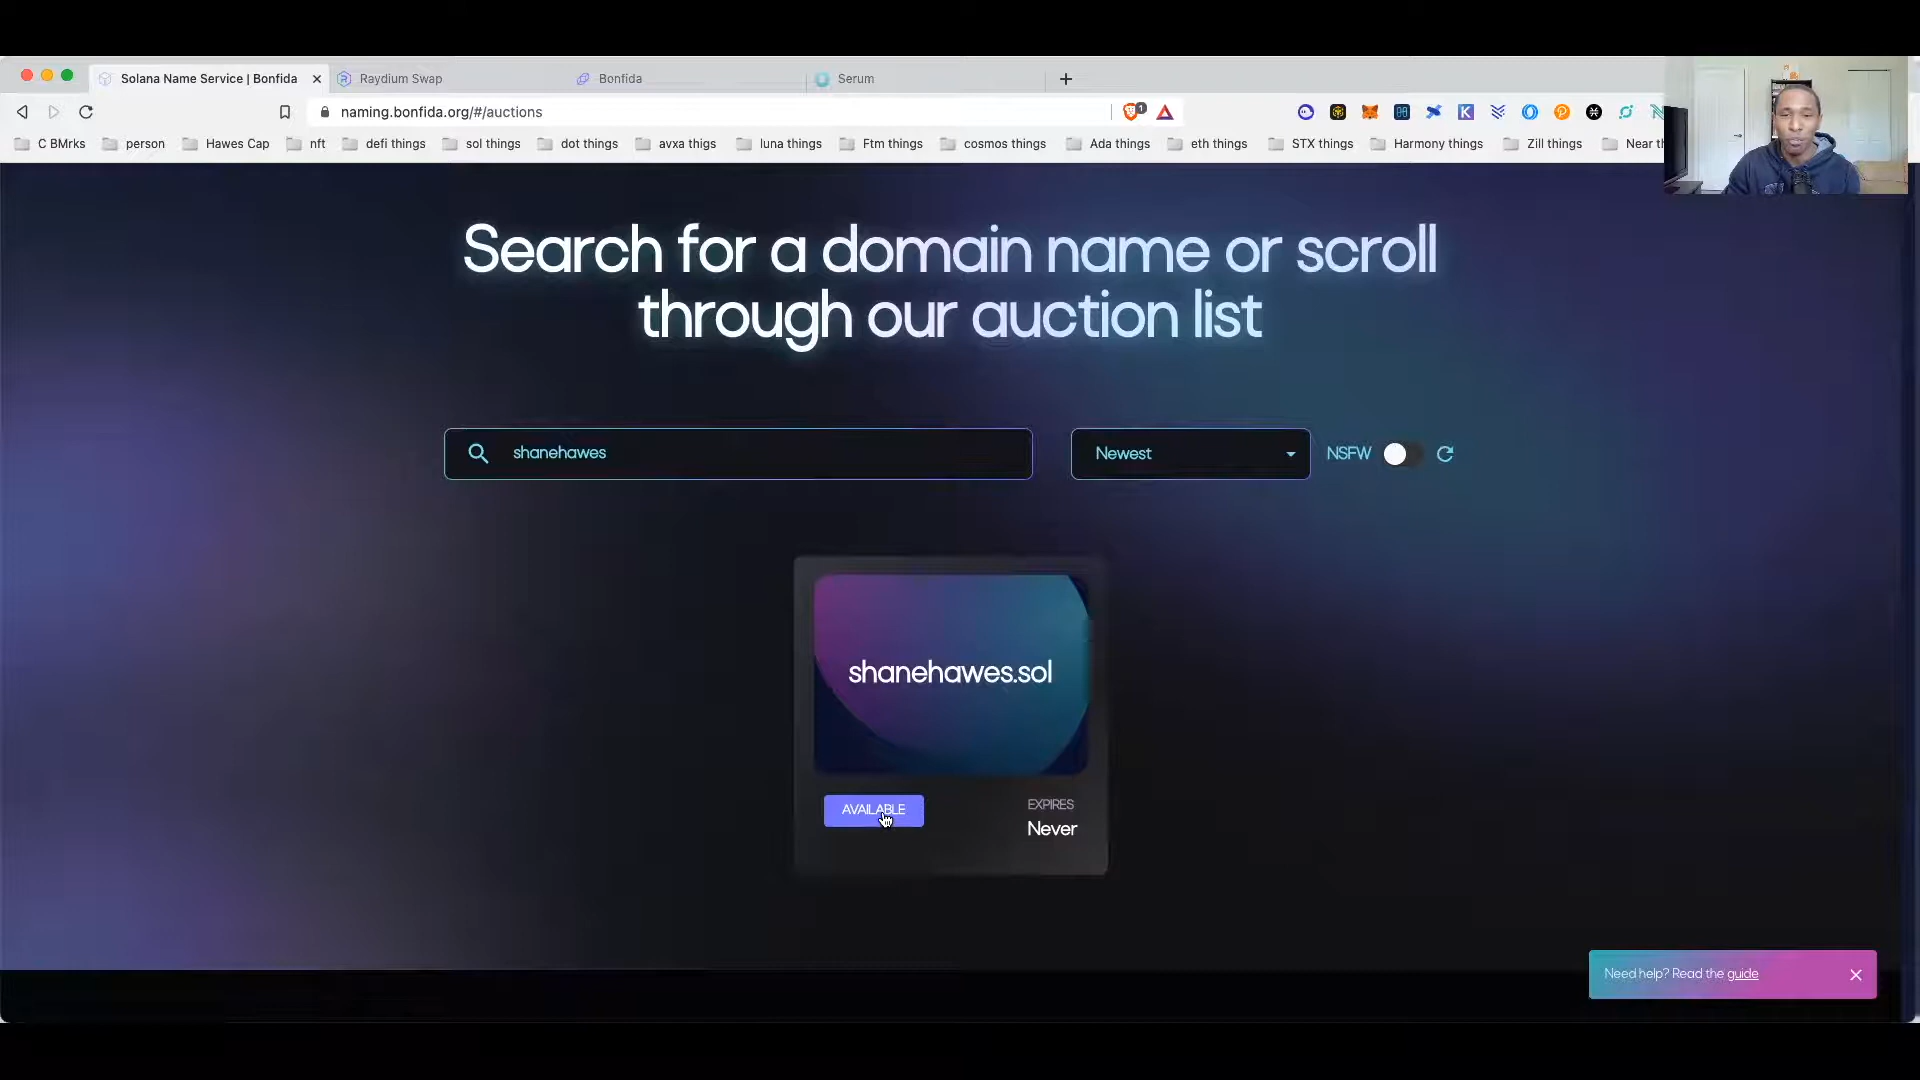 Solana Name Service | Bonfida
Raydium Swap
Bonfida
Serum
naming.bonfida.org/#/auctions
1
C BMrks
person
Hawes Cap
nft
defi things
sol things
dot things
avxa thigs
luna things
Ftm things
cosmos things
Ada things
eth things
STX things
Harmony things
Zill things
Near th
Search for a domain name or scroll
through our auction list
shanehawes
Newest
NSFW
shanehawes.sol
AVAILABLE
EXPIRES
Never
Need help? Read the guide